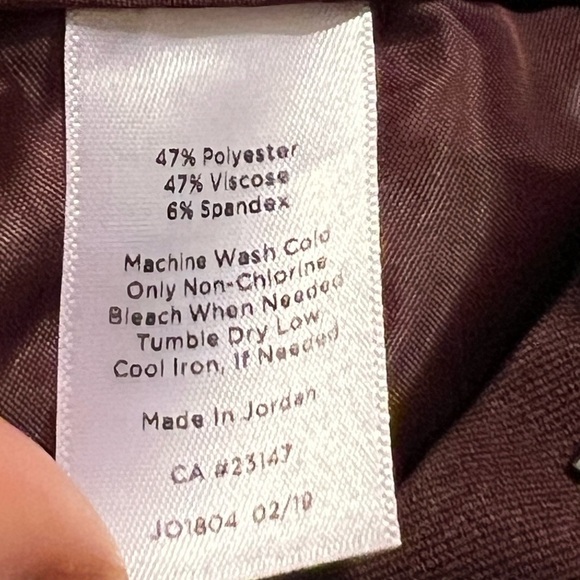 47% Polyester
47% Viscose
6% Spandex
Machine Wash Cold
Only Non-Chlorine
Bleach When Needed
Tumble Dry Low
Cool Iron, If Needed
Made In Jordan
CA #23147
JO1804 02/19